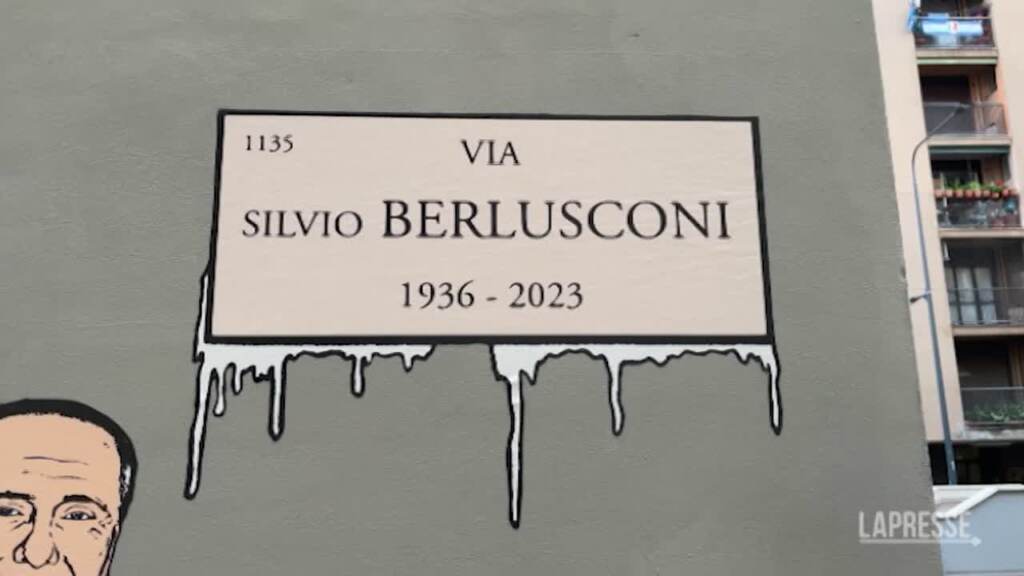 1135
VIA
SILVIO BERLUSCONI
1936 - 2023
LAPRESSE